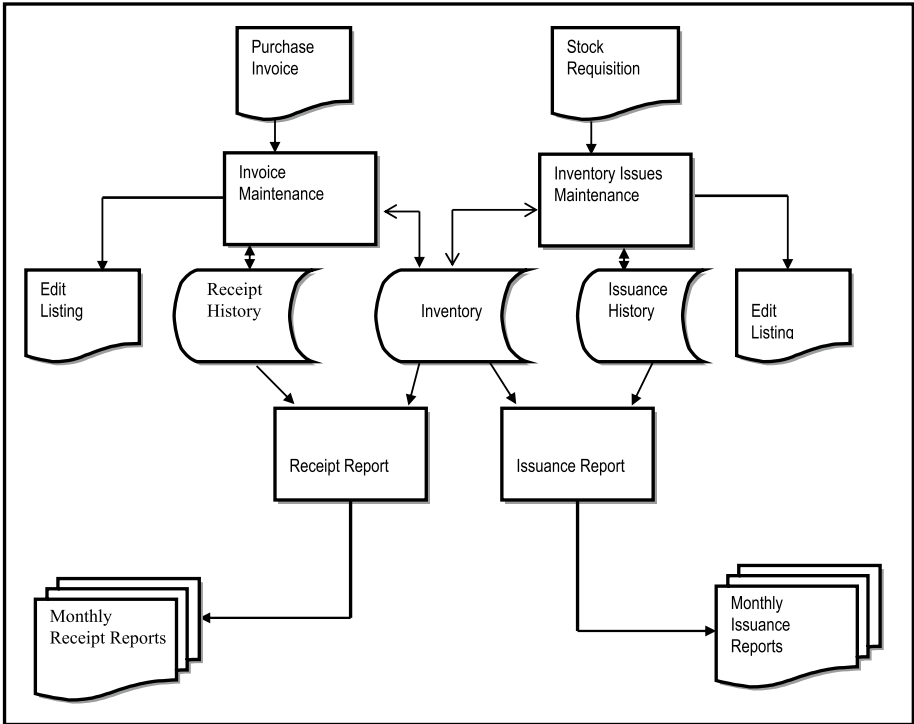 Purchase
Invoice
Stock
Requisition
Invoice
Maintenance
Inventory Issues
Maintenance
Edit
Listing
Receipt
History
Inventory
Issuance
History
Edit
Listing
Receipt Report
Issuance Report
Monthly
Receipt Reports
Monthly
Issuance
Reports